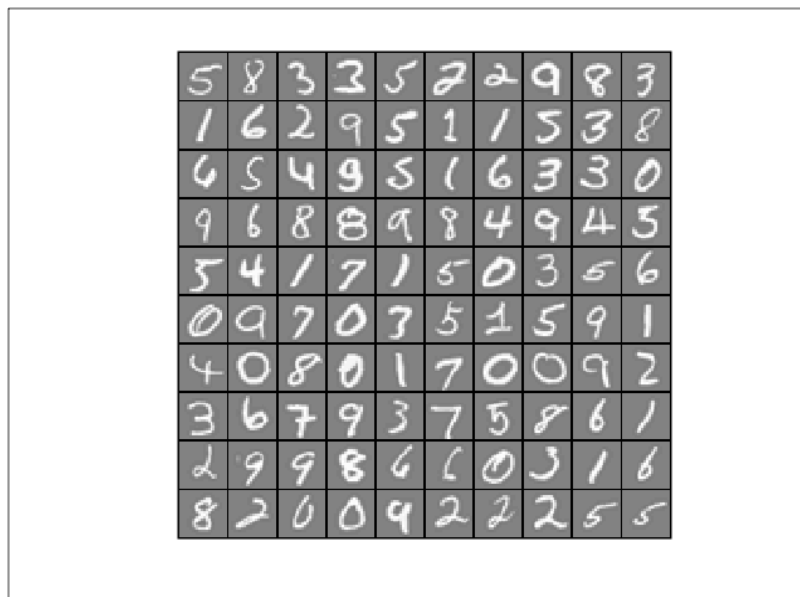 5 8 3 3 5 2 2 9 8 3
1 6 2 9 5 1 1 5 3 8
6 5 4 9 5 1 6 3 3 0
9 6 8 8 9 8 4 9 4 5
5 4 1 7 1 5 0 3 5 6
0 9 7 0 3 5 1 5 9 1
4 0 8 0 1 7 0 0 9 2
3 6 7 9 3 7 5 8 6 1
2 9 9 8 6 6 0 3 1 6
8 2 0 0 9 2 2 2 5 5